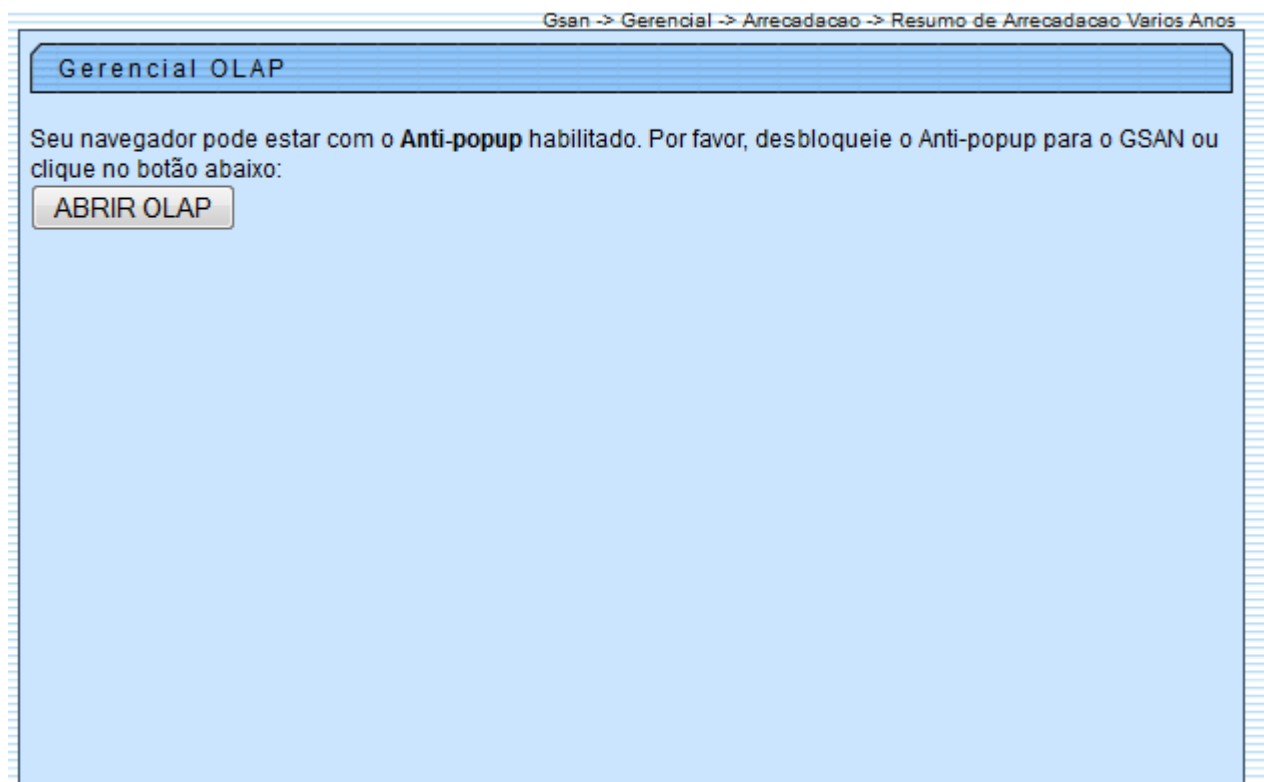 Gsan -> Gerencial -> Arrecadacao -> Resumo de Arrecadacao Varios Anos
Gerencial OLAP
Seu navegador pode estar com o Anti-popup habilitado. Por favor, desbloqueie o Anti-popup para o GSAN ou
clique no botão abaixo:
ABRIR OLAP